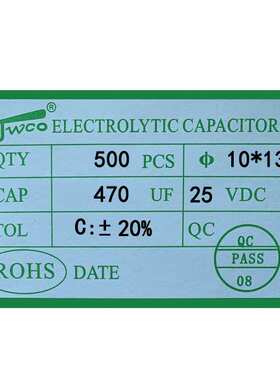 Jwco® ELECTROLYTIC CAPACITOR
QTY 500 PCS Φ 10*13
CAP 470 UF 25 VDC
TOL C:± 20% QC
QC
PASS
08
ROHS DATE